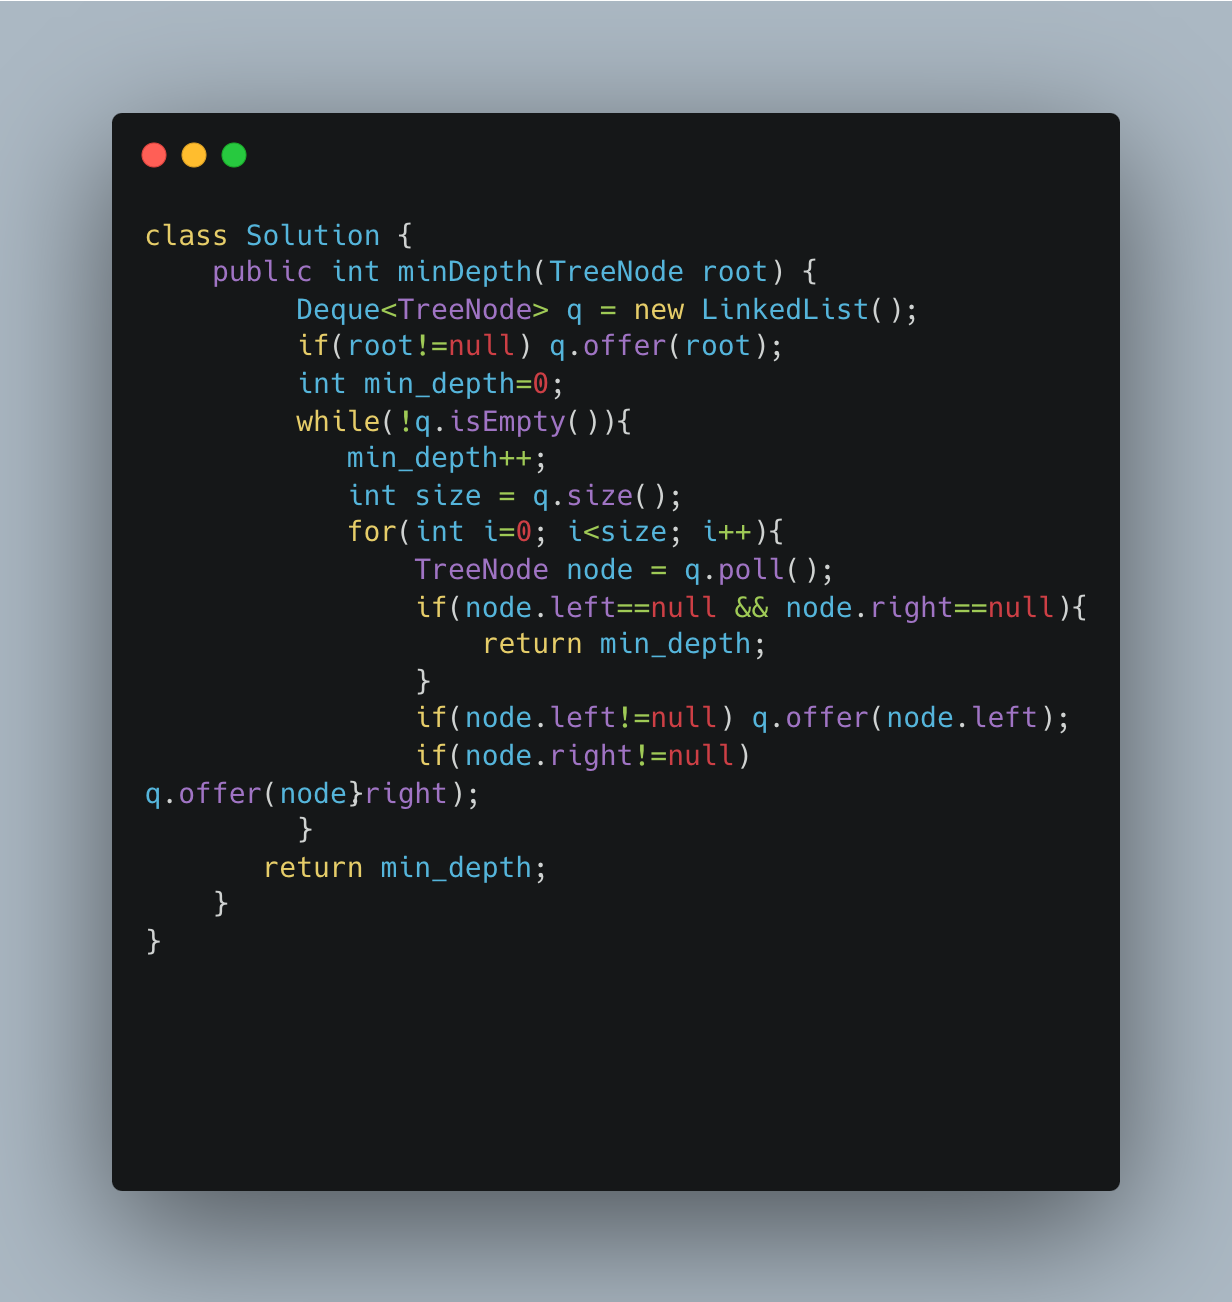 class Solution {
    public int minDepth(TreeNode root) {
         Deque<TreeNode> q = new LinkedList();
         if(root!=null) q.offer(root);
         int min_depth=0;
         while(!q.isEmpty()){
            min_depth++;
            int size = q.size();
            for(int i=0; i<size; i++){
                TreeNode node = q.poll();
                if(node.left==null && node.right==null){
                    return min_depth;
                }
                if(node.left!=null) q.offer(node.left);
                if(node.right!=null)
q.offer(node}right);
         }
       return min_depth;
    }
}